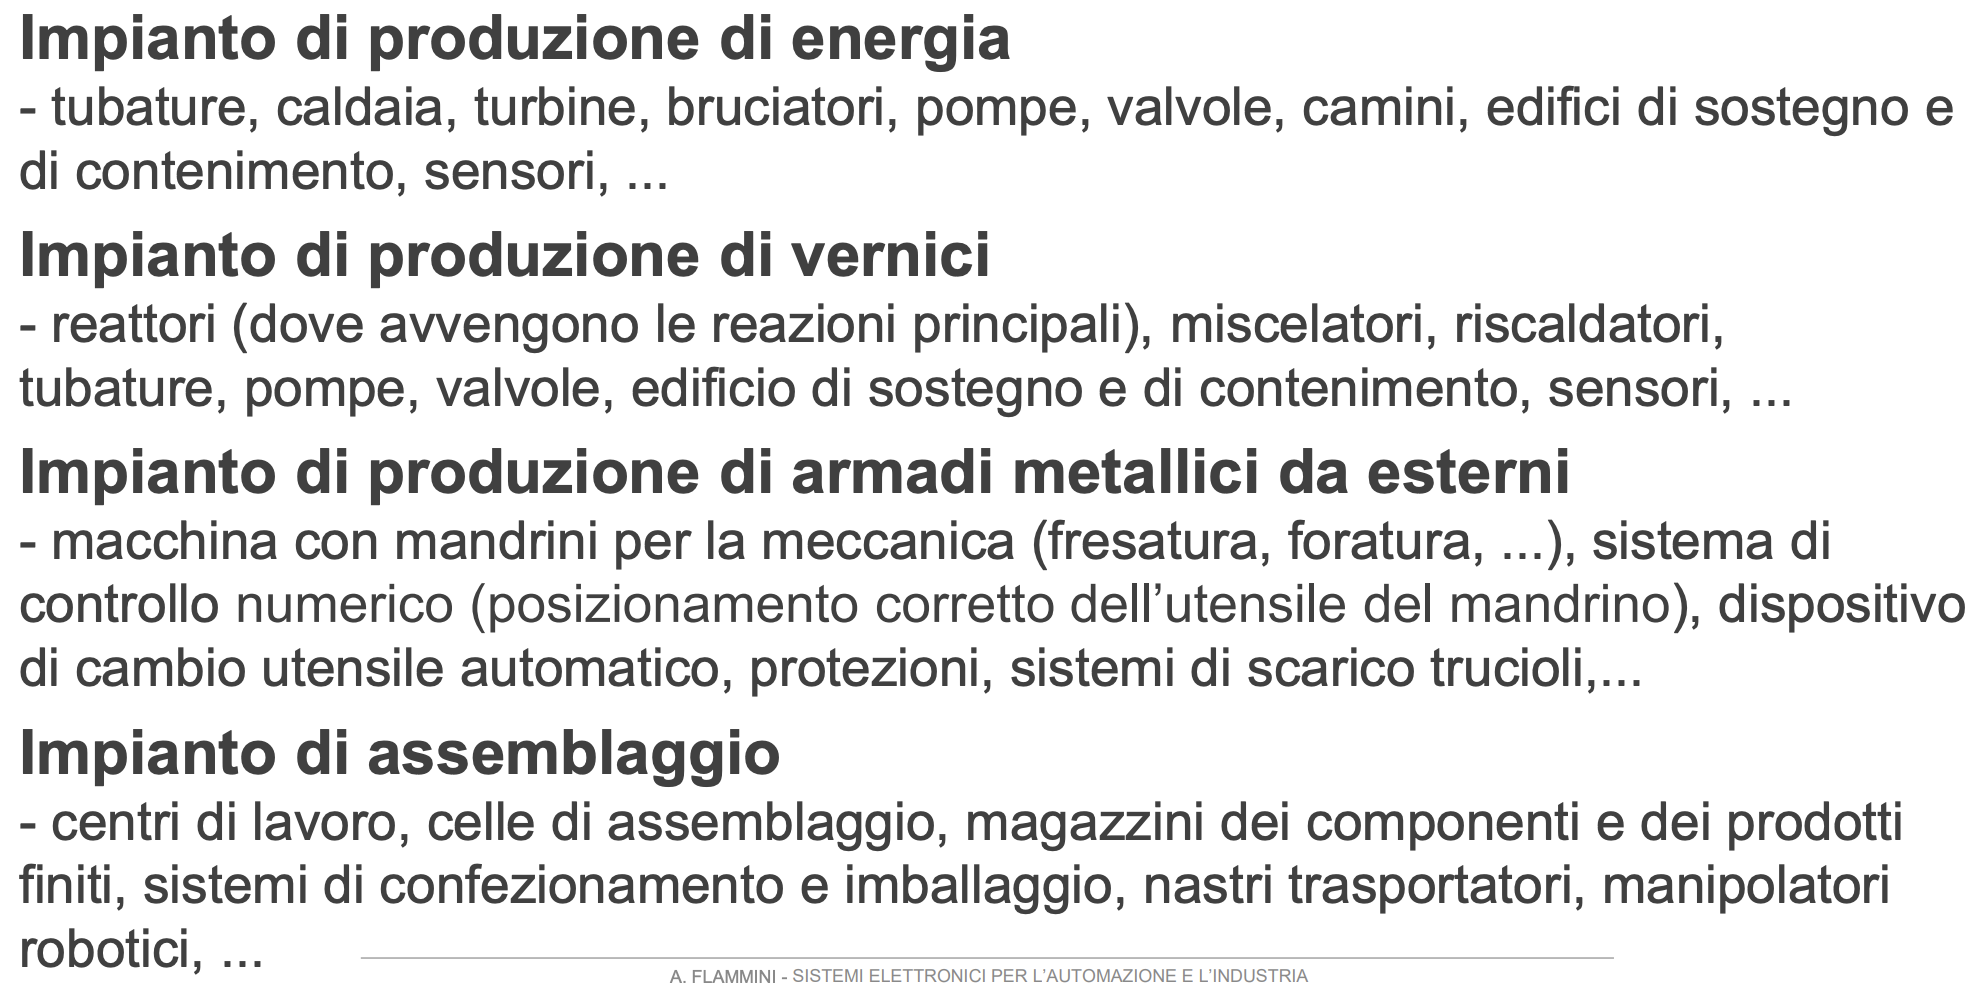 Impianto di produzione di energia
- tubature, caldaia, turbine, bruciatori, pompe, valvole, camini, edifici di sostegno e
di contenimento, sensori, ...
Impianto di produzione di vernici
- reattori (dove avvengono le reazioni principali), miscelatori, riscaldatori,
tubature, pompe, valvole, edificio di sostegno e di contenimento, sensori, ...
Impianto di produzione di armadi metallici da esterni
- macchina con mandrini per la meccanica (fresatura, foratura, ...), sistema di
controllo numerico (posizionamento corretto dell’utensile del mandrino), dispositivo
di cambio utensile automatico, protezioni, sistemi di scarico trucioli,...
Impianto di assemblaggio
- centri di lavoro, celle di assemblaggio, magazzini dei componenti e dei prodotti
finiti, sistemi di confezionamento e imballaggio, nastri trasportatori, manipolatori
robotici, ...
A. FLAMMINI - SISTEMI ELETTRONICI PER L’AUTOMAZIONE E L’INDUSTRIA